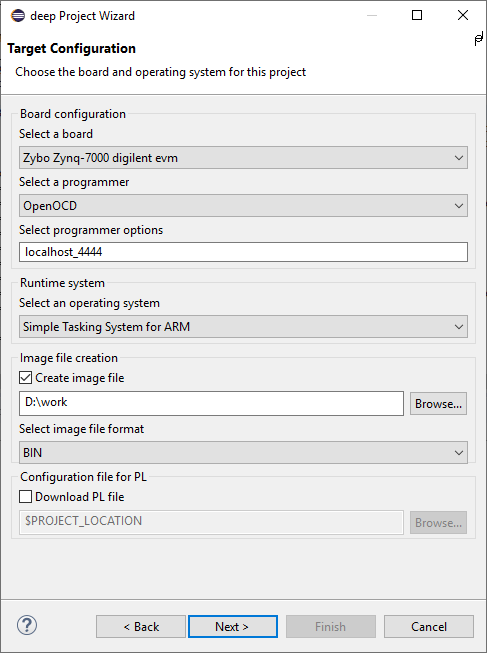 deep Project Wizard
Target Configuration
Choose the board and operating system for this project
Board configuration
Select a board
Zybo Zynq-7000 digilent evm
Select a programmer
OpenOCD
Select programmer options
localhost_4444
Runtime system
Select an operating system
Simple Tasking System for ARM
Image file creation
Create image file
D:\work
Browse...
Select image file format
BIN
Configuration file for PL
Download PL file
$PROJECT_LOCATION
Browse...
?
< Back
Next >
Finish
Cancel